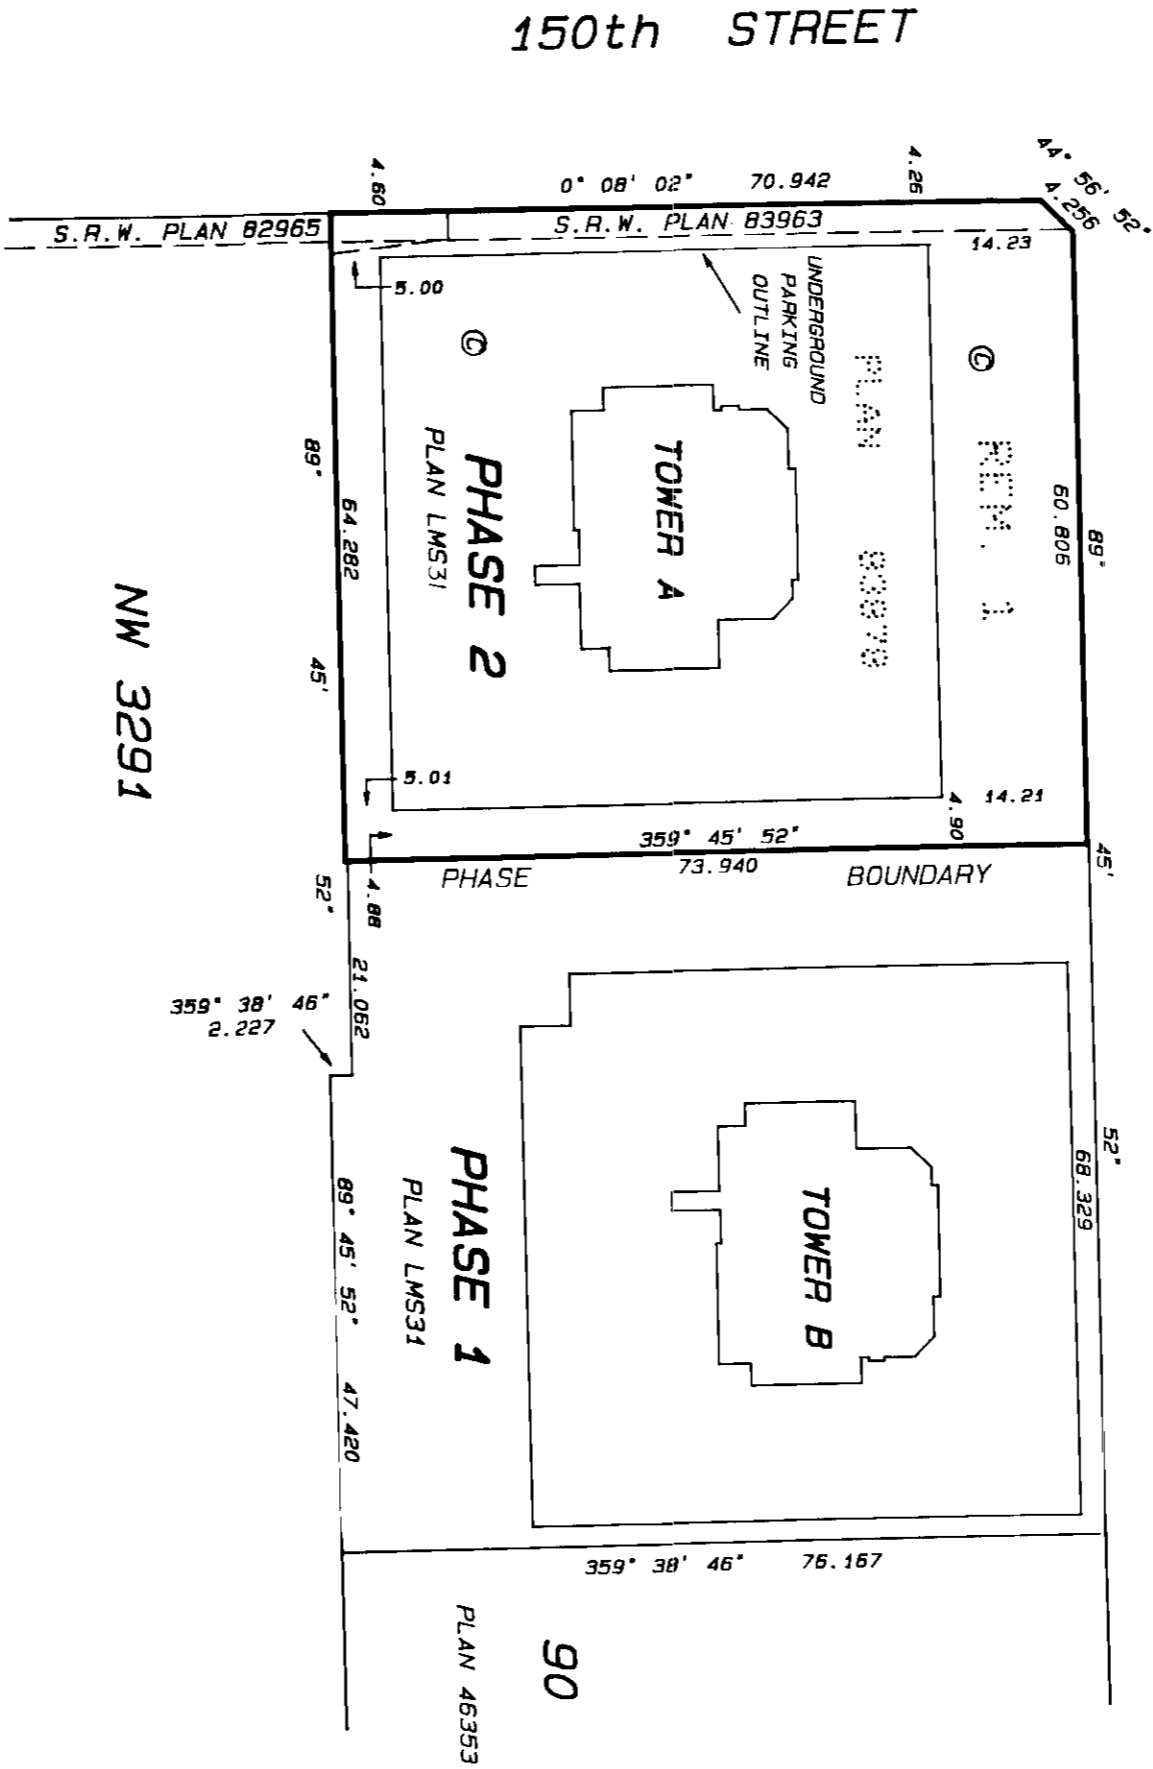 150th STREET
44° 56' 52"
4.256
4.60
0° 08' 02" 70.942
4.26
S.R.W. PLAN 82965
S.R.W. PLAN 83963
14.23
5.00
UNDERGROUND
PARKING
OUTLINE
©
©
PLAN
REM. 1
TOWER A
PHASE 2
PLAN LMS31
89°
64.282
45'
52"
60.806
89°
45'
52"
NW 3291
5.01
14.21
4.90
359° 45' 52"
73.940
PHASE BOUNDARY
4.88
21.062
359° 38' 46"
2.227
68.329
TOWER B
PHASE 1
PLAN LMS31
89° 45' 52"
47.420
359° 38' 46" 76.167
90
PLAN 46353